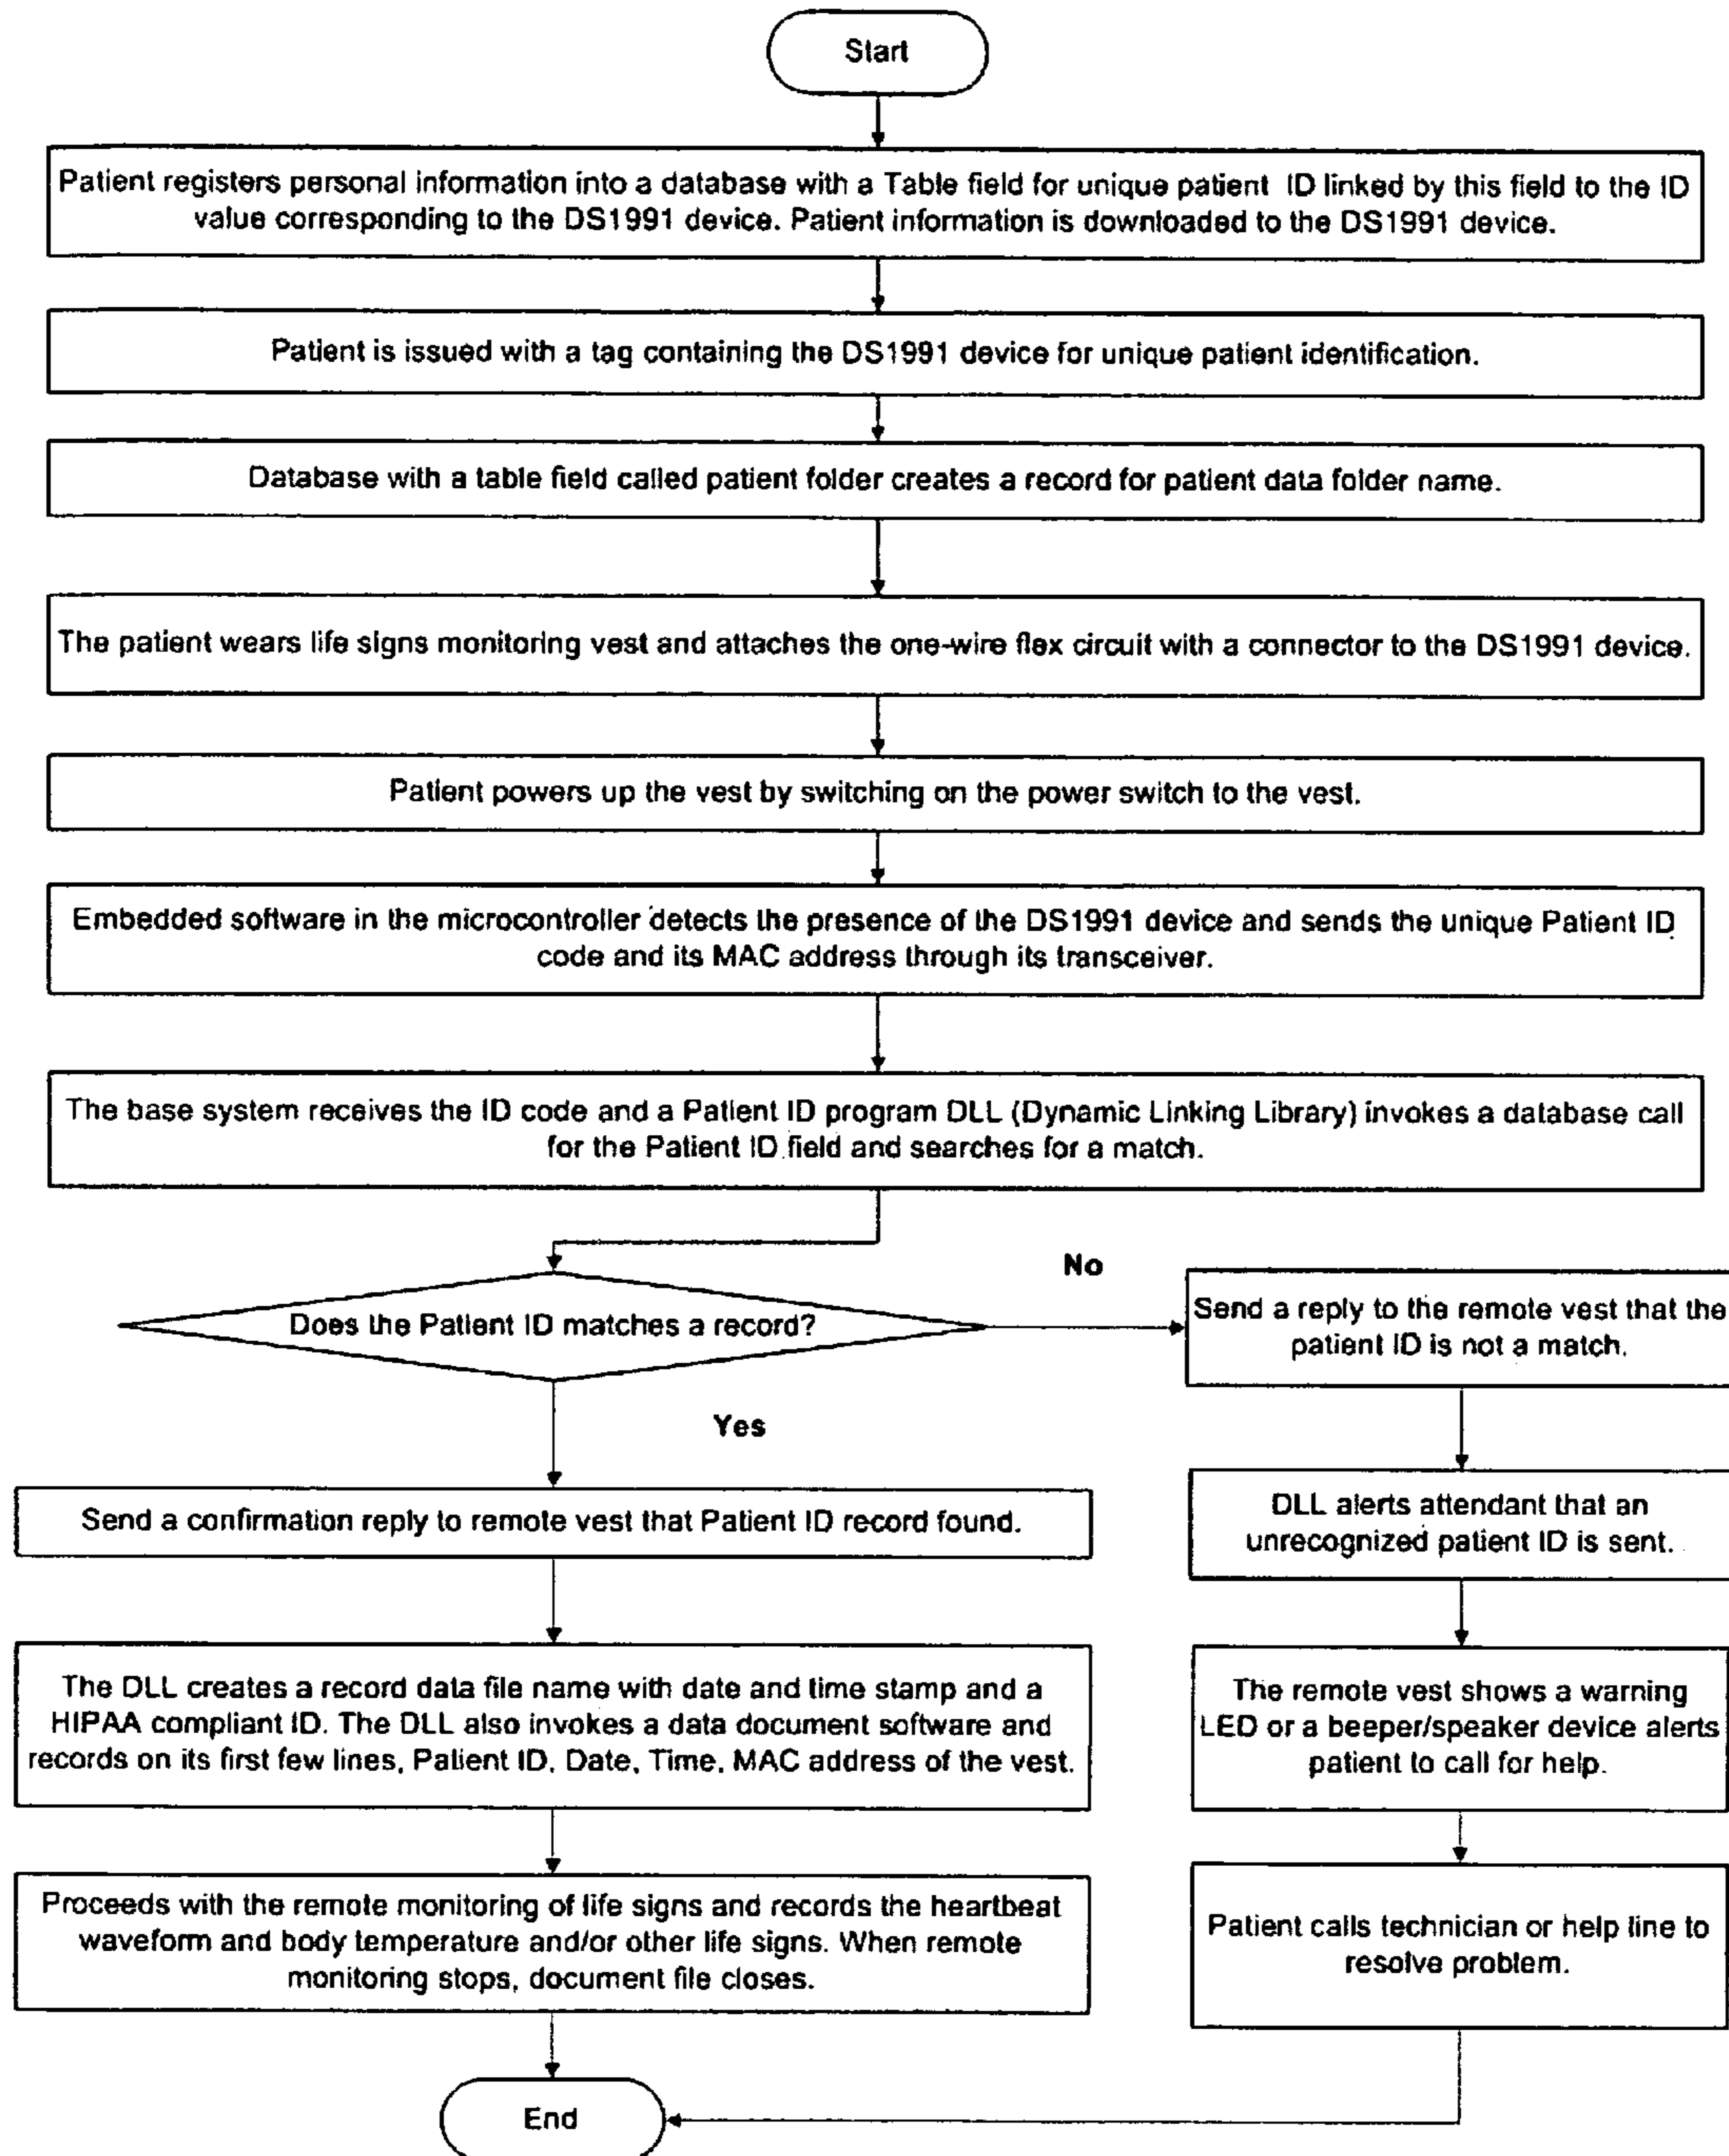 Start
Patient registers personal information into a database with a Table field for unique patient ID linked by this field to the ID
value corresponding to the DS1991 device. Patient information is downloaded to the DS1991 device.
Patient is issued with a tag containing the DS1991 device for unique patient identification.
Database with a table field called patient folder creates a record for patient data folder name.
The patient wears life signs monitoring vest and attaches the one-wire flex circuit with a connector to the DS1991 device.
Patient powers up the vest by switching on the power switch to the vest.
Embedded software in the microcontroller detects the presence of the DS1991 device and sends the unique Patient ID
code and its MAC address through its transceiver.
The base system receives the ID code and a Patient ID program DLL (Dynamic Linking Library) invokes a database call
for the Patient ID field and searches for a match.
Does the Patient ID matches a record?
No
Send a reply to the remote vest that the
patient ID is not a match.
Yes
Send a confirmation reply to remote vest that Patient ID record found.
DLL alerts attendant that an
unrecognized patient ID is sent.
The DLL creates a record data file name with date and time stamp and a
HIPAA compliant ID. The DLL also invokes a data document software and
records on its first few lines, Patient ID, Date, Time, MAC address of the vest.
The remote vest shows a warning
LED or a beeper/speaker device alerts
patient to call for help.
Proceeds with the remote monitoring of life signs and records the heartbeat
waveform and body temperature and/or other life signs. When remote
monitoring stops, document file closes.
Patient calls technician or help line to
resolve problem.
End